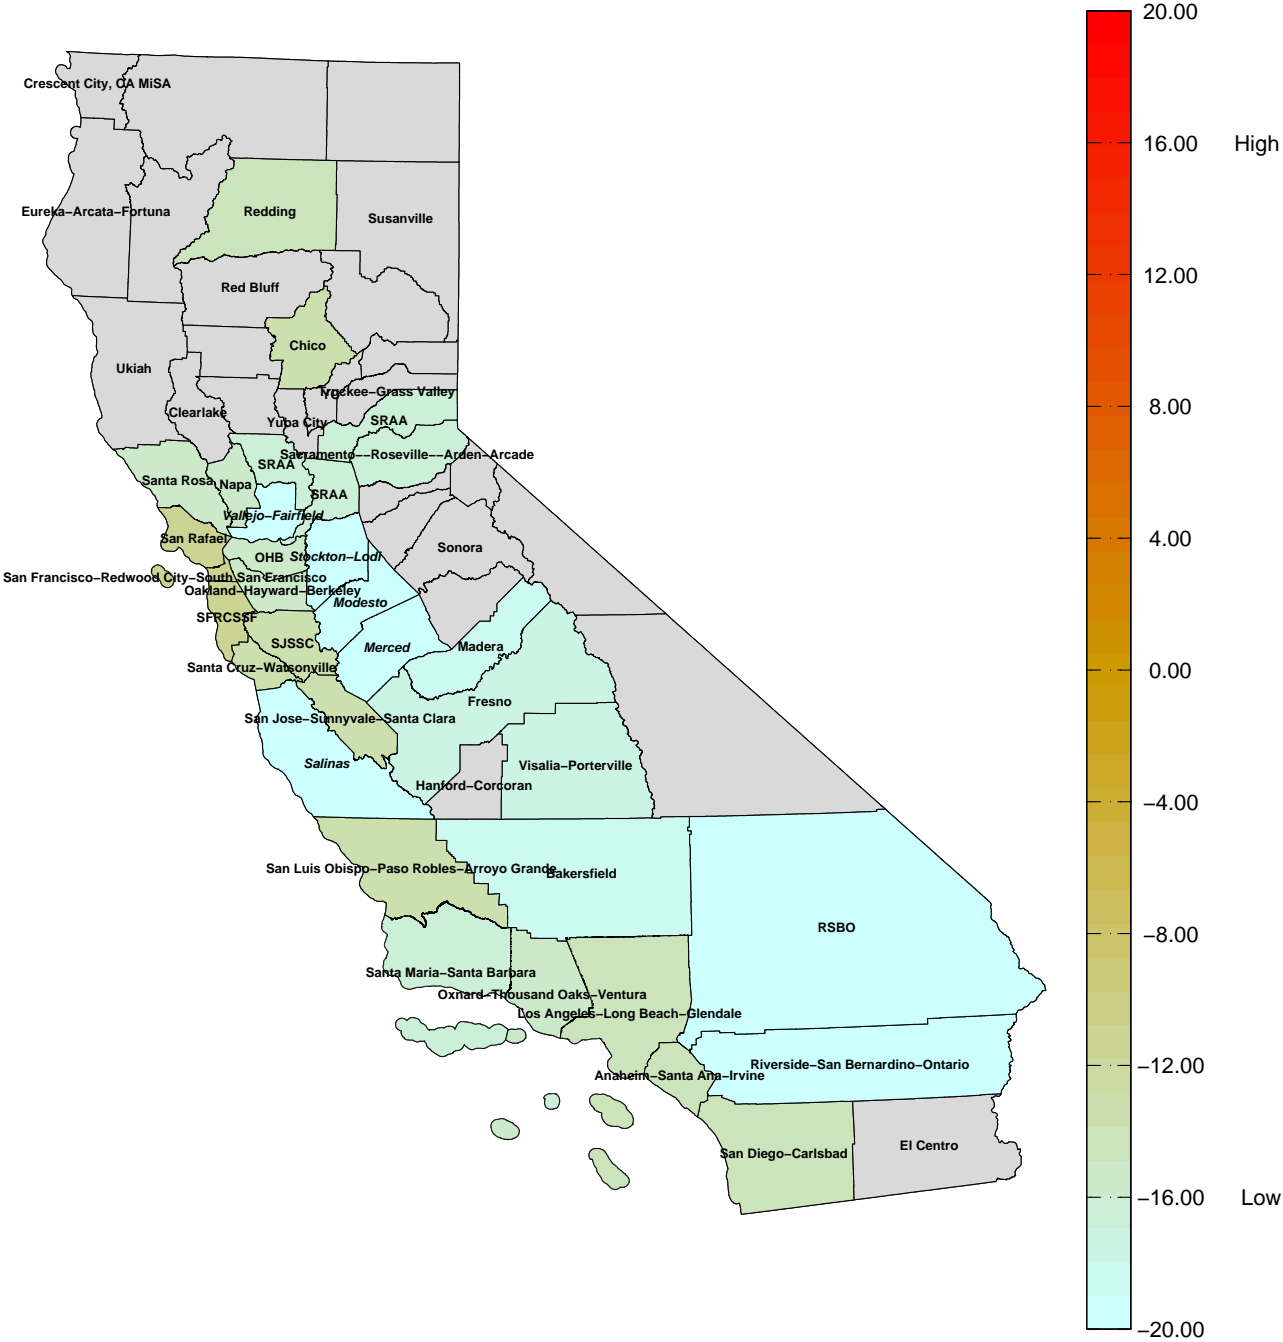 20.00
Crescent City, CA MiSA
16.00
High
Eureka–Arcata–Fortuna
Redding
Susanville
12.00
Red Bluff
Chico
Ukiah
Truckee–Grass Valley
8.00
Clearlake
Yuba City
SRAA
Sacramento––Roseville––Arden–Arcade
SRAA
Santa Rosa
Napa
SRAA
Vallejo–Fairfield
4.00
San Rafael
Sonora
OHB
Stockton–Lodi
San Francisco–Redwood City–South San Francisco
Oakland–Hayward–Berkeley
Modesto
SFRCSSF
SJSSC
Merced
Madera
Santa Cruz–Watsonville
0.00
Fresno
San Jose–Sunnyvale–Santa Clara
Salinas
Visalia–Porterville
Hanford–Corcoran
–4.00
San Luis Obispo–Paso Robles–Arroyo Grande
Bakersfield
RSBO
–8.00
Santa Maria–Santa Barbara
Oxnard–Thousand Oaks–Ventura
Los Angeles–Long Beach–Glendale
Riverside–San Bernardino–Ontario
–12.00
Anaheim–Santa Ana–Irvine
San Diego–Carlsbad
El Centro
–16.00
Low
–20.00